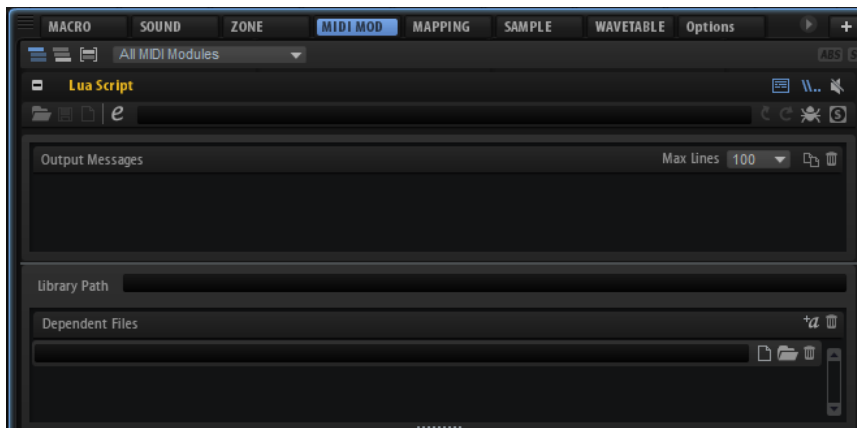 MACRO SOUND ZONE MIDI MOD MAPPING SAMPLE WAVETABLE Options +
All MIDI Modules ABS S
Lua Script \\..
e S
Output Messages Max Lines 100
Library Path
Dependent Files +a